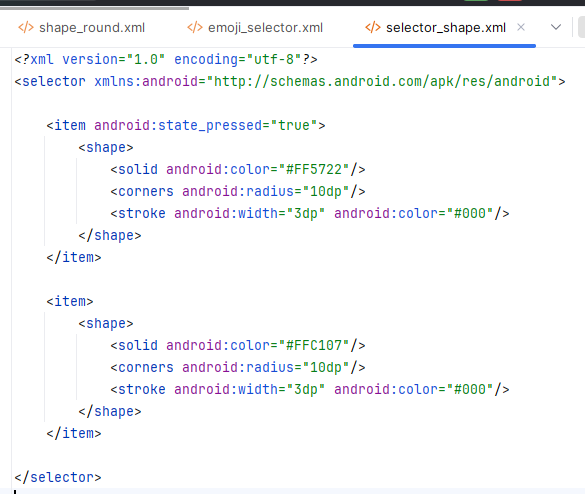 shape_round.xml
emoji_selector.xml
selector_shape.xml
<?xml version="1.0" encoding="utf-8"?>
<selector xmlns:android="http://schemas.android.com/apk/res/android">
<item android:state_pressed="true">
<shape>
<solid android:color="#FF5722"/>
<corners android:radius="10dp"/>
<stroke android:width="3dp" android:color="#000"/>
</shape>
</item>
<item>
<shape>
<solid android:color="#FFC107"/>
<corners android:radius="10dp"/>
<stroke android:width="3dp" android:color="#000"/>
</shape>
</item>
</selector>